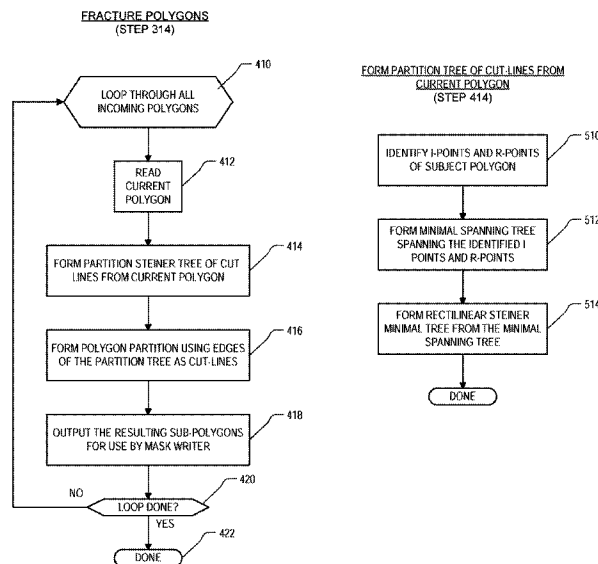 FRACTURE POLYGONS
(STEP 314)
410
LOOP THROUGH ALL
INCOMING POLYGONS
412
READ
CURRENT
POLYGON
414
FORM PARTITION STEINER TREE OF CUT
LINES FROM CURRENT POLYGON
416
FORM POLYGON PARTITION USING EDGES
OF THE PARTITION TREE AS CUT-LINES
418
OUTPUT THE RESULTING SUB-POLYGONS
FOR USE BY MASK WRITER
420
NO
LOOP DONE?
YES
422
DONE
FORM PARTITION TREE OF CUT-LINES FROM
CURRENT POLYGON
(STEP 414)
510
IDENTIFY I-POINTS AND R-POINTS
OF SUBJECT POLYGON
512
FORM MINIMAL SPANNING TREE
SPANNING THE IDENTIFIED I
POINTS AND R-POINTS
514
FORM RECTILINEAR STEINER
MINIMAL TREE FROM THE MINIMAL
SPANNING TREE
DONE